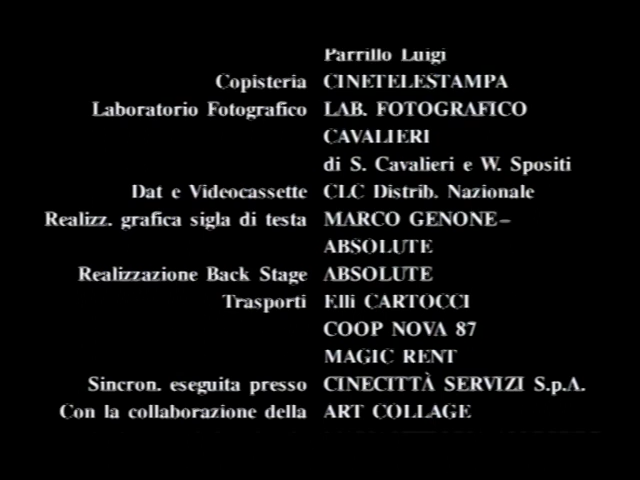 Parrillo Luigi
Copisteria CINETELESTAMPA
Laboratorio Fotografico LAB. FOTOGRAFICO
CAVALIERI
di S. Cavalieri e W. Spositi
Dat e Videocassette CLC Distrib. Nazionale
Realizz. grafica sigla di testa MARCO GENONE–
ABSOLUTE
Realizzazione Back Stage ABSOLUTE
Trasporti F.lli CARTOCCI
COOP NOVA 87
MAGIC RENT
Sincron. eseguita presso CINECITTÀ SERVIZI S.p.A.
Con la collaborazione della ART COLLAGE